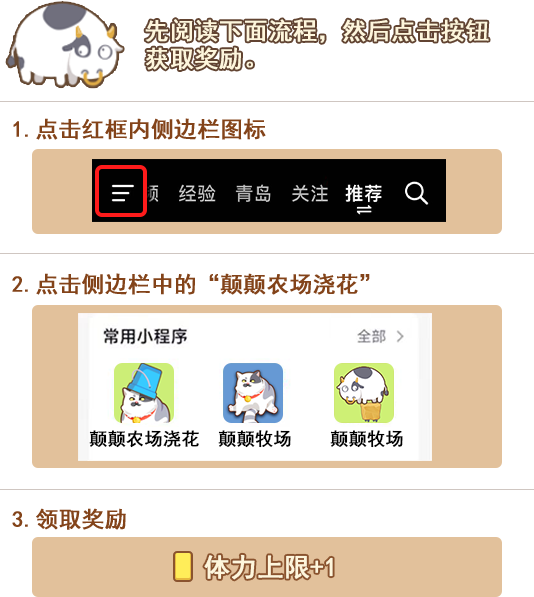 先阅读下面流程，然后点击按钮
获取奖励。
1. 点击红框内侧边栏图标
经验 青岛 关注 推荐
2. 点击侧边栏中的“颠颠农场浇花”
常用小程序 全部
颠颠农场浇花 颠颠牧场 颠颠牧场
3. 领取奖励
体力上限+1